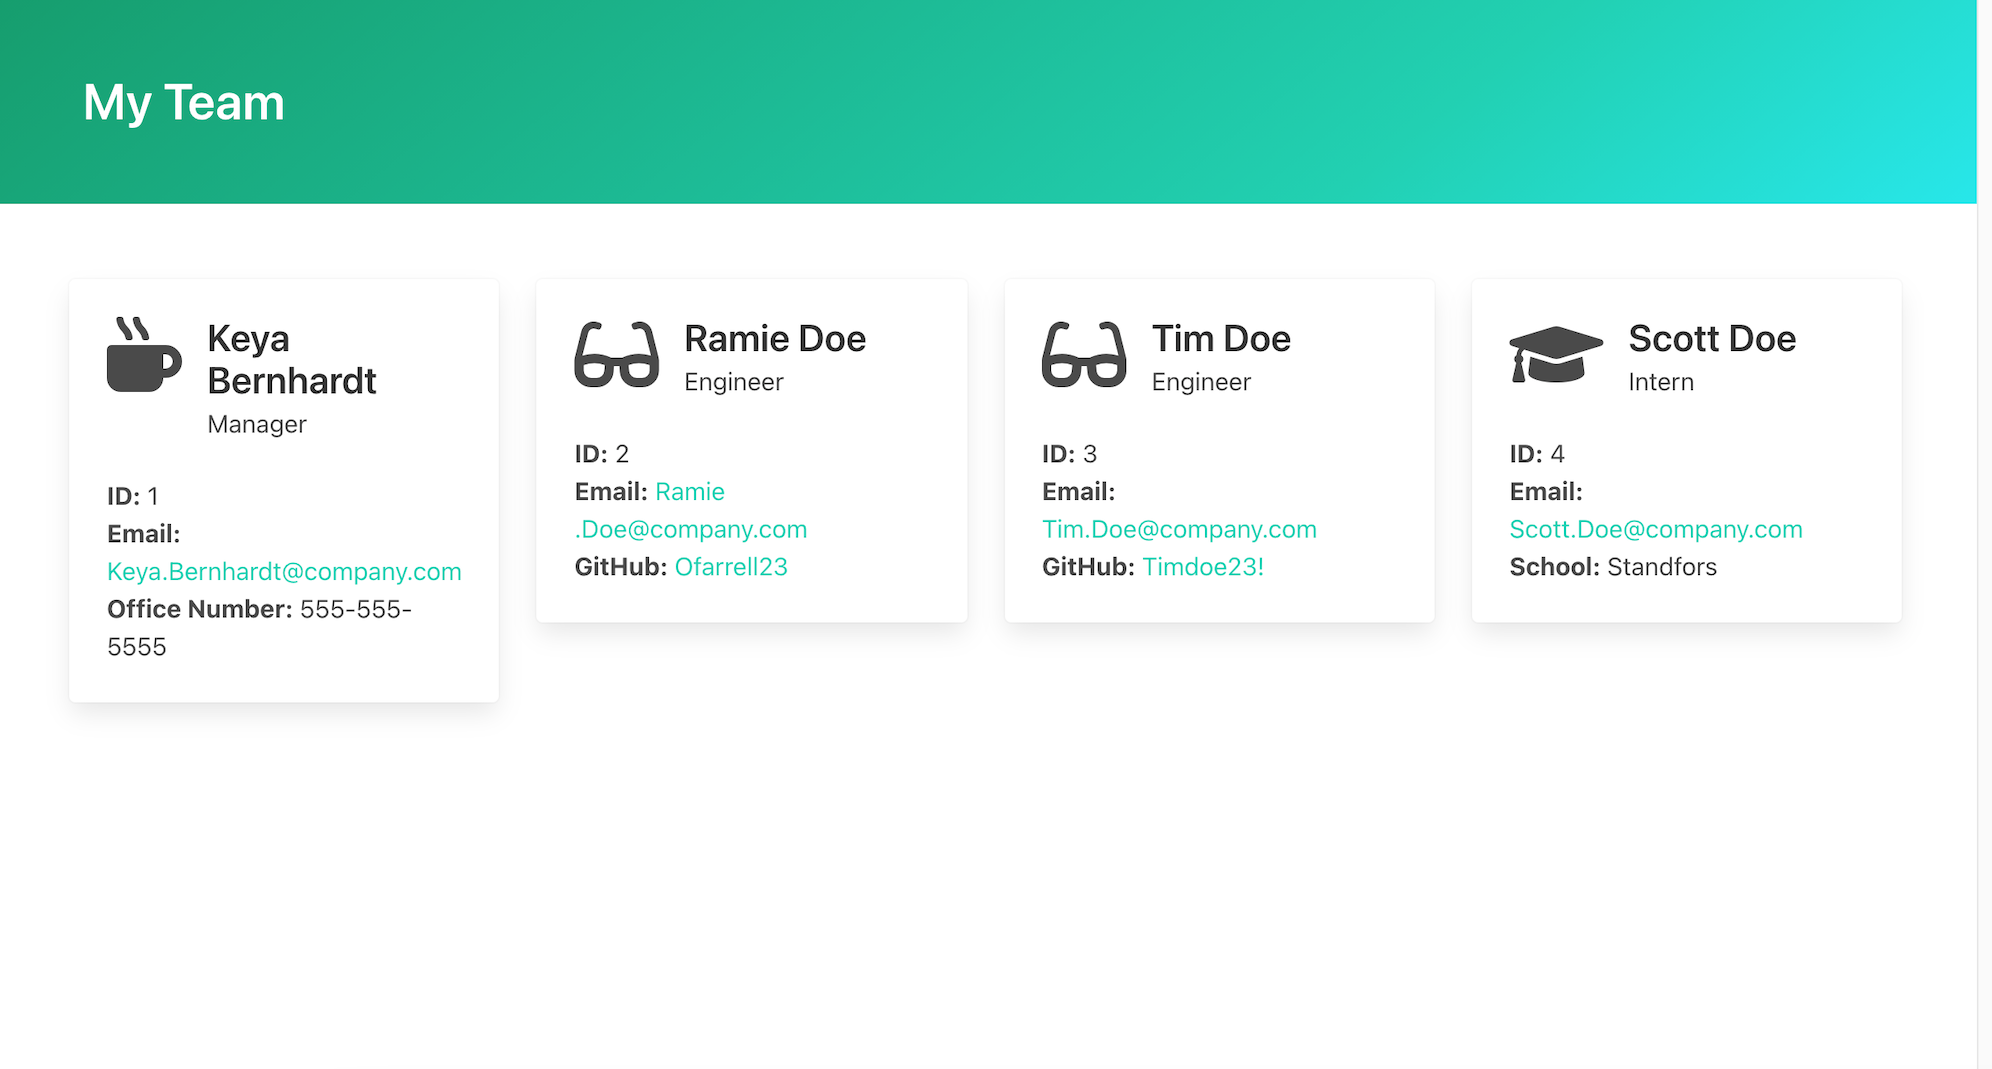 My Team
Keya
Bernhardt
Manager
ID: 1
Email:
Keya.Bernhardt@company.com
Office Number: 555-555-
5555
Ramie Doe
Engineer
ID: 2
Email: Ramie
.Doe@company.com
GitHub: Ofarrell23
Tim Doe
Engineer
ID: 3
Email:
Tim.Doe@company.com
GitHub: Timdoe23!
Scott Doe
Intern
ID: 4
Email:
Scott.Doe@company.com
School: Standfors